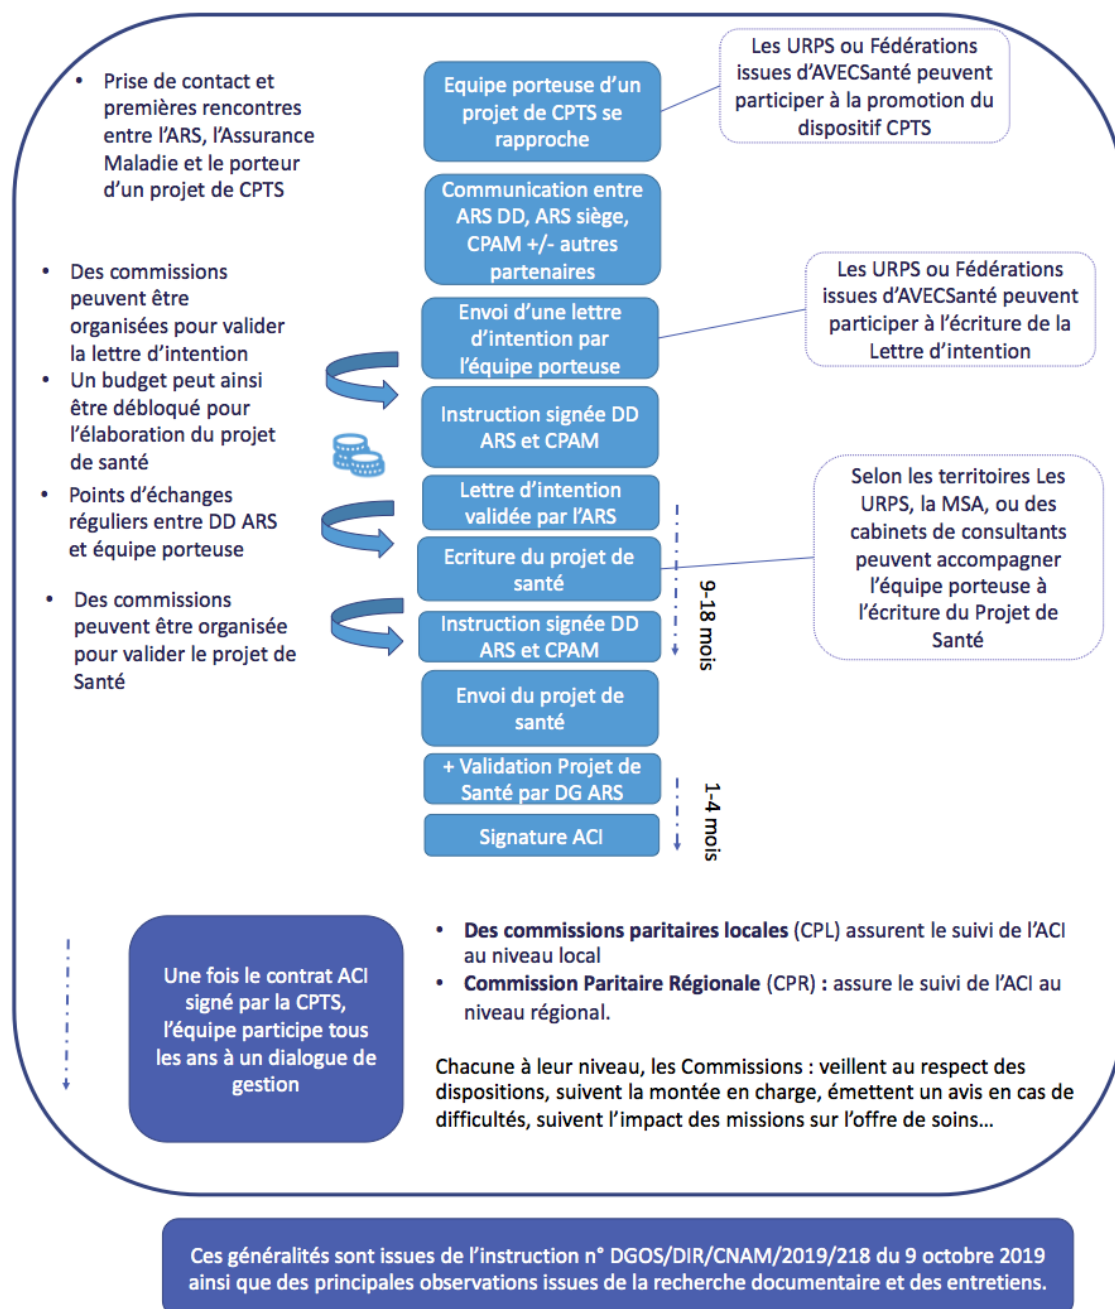 • Prise de contact et
premières rencontres
entre l’ARS, l’Assurance
Maladie et le porteur
d’un projet de CPTS
Equipe porteuse d’un
projet de CPTS se
rapproche
Les URPS ou Fédérations
issues d’AVECSanté peuvent
participer à la promotion du
dispositif CPTS
Communication entre
ARS DD, ARS siège,
CPAM +/- autres
partenaires
• Des commissions
peuvent être
organisées pour valider
la lettre d’intention
• Un budget peut ainsi
être débloqué pour
l’élaboration du projet
de santé
Envoi d’une lettre
d’intention par
l’équipe porteuse
Les URPS ou Fédérations
issues d’AVECSanté peuvent
participer à l’écriture de la
Lettre d’intention
Instruction signée DD
ARS et CPAM
• Points d’échanges
réguliers entre DD ARS
et équipe porteuse
Lettre d’intention
validée par l’ARS
Ecriture du projet de
santé
Selon les territoires Les
URPS, la MSA, ou des
cabinets de consultants
peuvent accompagner
l’équipe porteuse à
l’écriture du Projet de
Santé
9-18 mois
• Des commissions
peuvent être organisée
pour valider le projet de
Santé
Instruction signée DD
ARS et CPAM
Envoi du projet de
santé
+ Validation Projet de
Santé par DG ARS
1-4 mois
Signature ACI
Une fois le contrat ACI
signé par la CPTS,
l’équipe participe tous
les ans à un dialogue de
gestion
• Des commissions paritaires locales (CPL) assurent le suivi de l’ACI
au niveau local
• Commission Paritaire Régionale (CPR) : assure le suivi de l’ACI au
niveau régional.
Chacune à leur niveau, les Commissions : veillent au respect des
dispositions, suivent la montée en charge, émettent un avis en cas de
difficultés, suivent l’impact des missions sur l’offre de soins…
Ces généralités sont issues de l’instruction n° DGOS/DIR/CNAM/2019/218 du 9 octobre 2019
ainsi que des principales observations issues de la recherche documentaire et des entretiens.